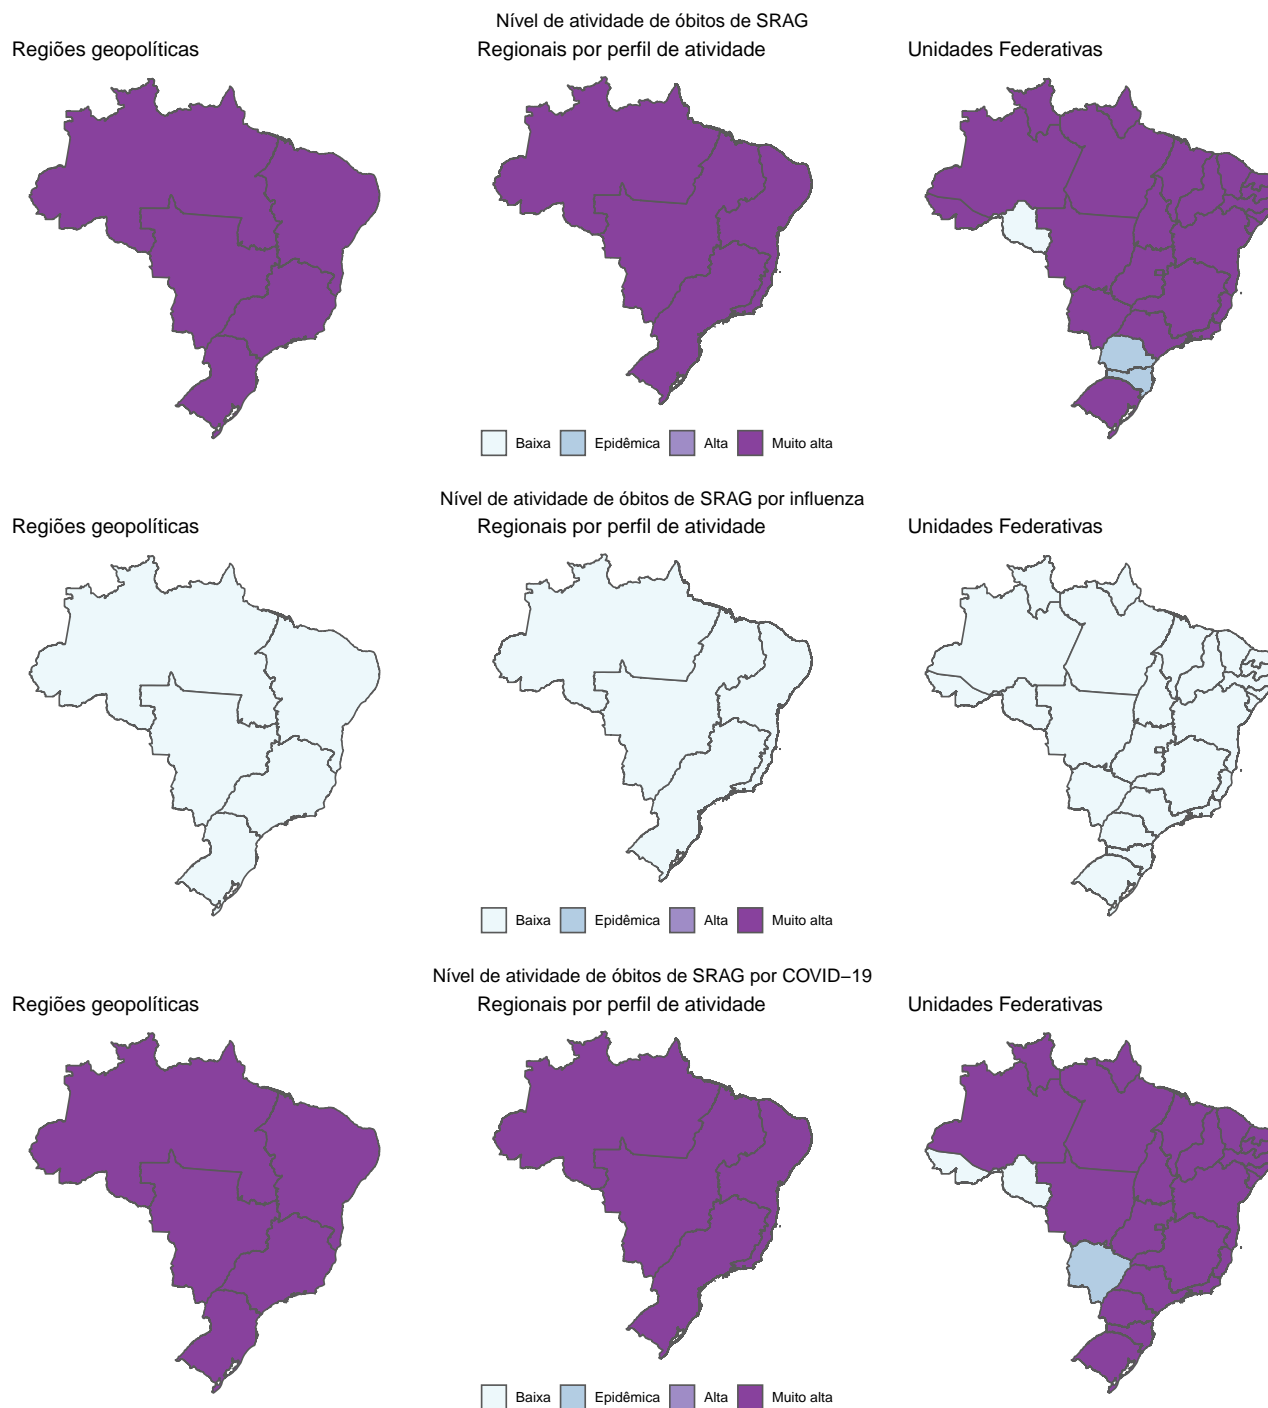 Nível de atividade de óbitos de SRAG
Regiões geopolíticas
Regionais por perfil de atividade
Unidades Federativas
Baixa
Epidêmica
Alta
Muito alta
Nível de atividade de óbitos de SRAG por influenza
Regiões geopolíticas
Regionais por perfil de atividade
Unidades Federativas
Baixa
Epidêmica
Alta
Muito alta
Nível de atividade de óbitos de SRAG por COVID−19
Regiões geopolíticas
Regionais por perfil de atividade
Unidades Federativas
Baixa
Epidêmica
Alta
Muito alta